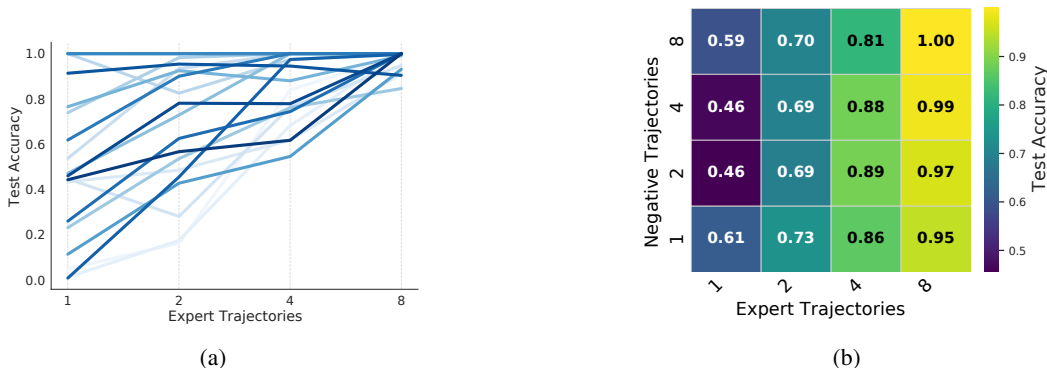 1.0
0.8
0.6
0.4
0.2
0.0
Test Accuracy
1 2 4 8
Expert Trajectories
(a)
Negative Trajectories
8 0.59 0.70 0.81 1.00
4 0.46 0.69 0.88 0.99
2 0.46 0.69 0.89 0.97
1 0.61 0.73 0.86 0.95
1 2 4 8
Expert Trajectories
0.9
0.8
0.7
0.6
0.5
Test Accuracy
(b)